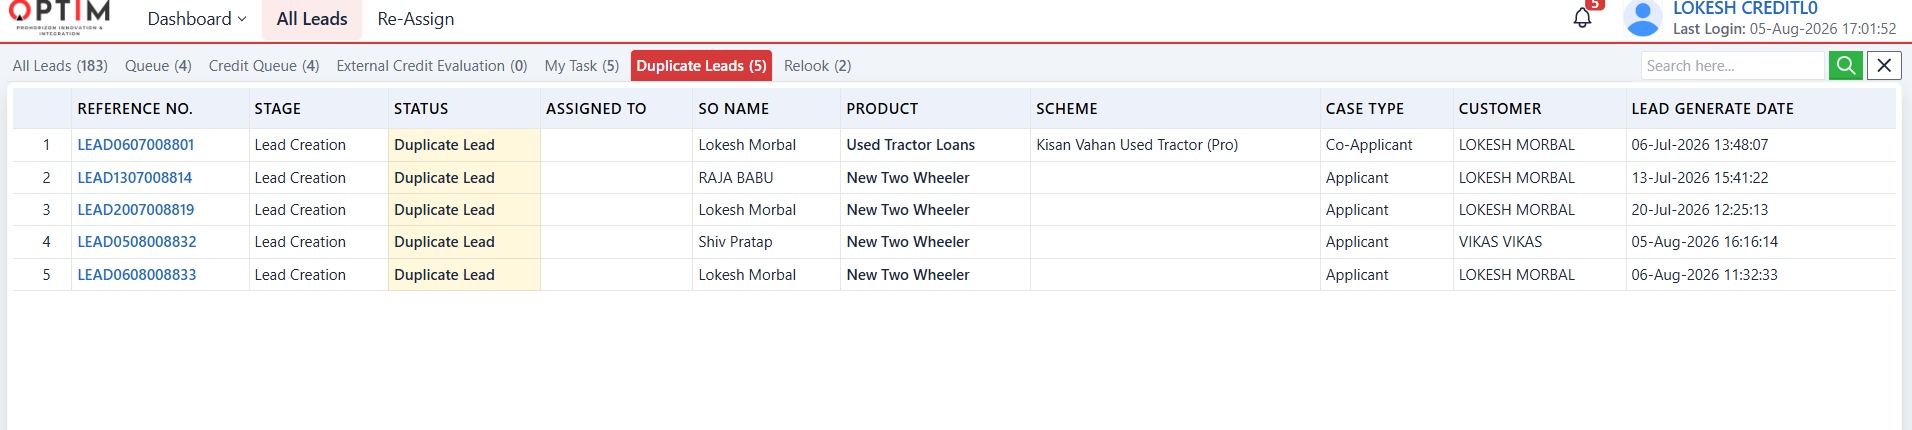 OPTIM
PROHORIZON INNOVATION &
INTEGRATION
Dashboard All Leads Re-Assign
5
LOKESH CREDITL0
Last Login: 05-Aug-2026 17:01:52
All Leads (183) Queue (4) Credit Queue (4) External Credit Evaluation (0) My Task (5) Duplicate Leads (5) Relook (2) Search here...
REFERENCE NO. STAGE STATUS ASSIGNED TO SO NAME PRODUCT SCHEME CASE TYPE CUSTOMER LEAD GENERATE DATE
1 LEAD0607008801 Lead Creation Duplicate Lead Lokesh Morbal Used Tractor Loans Kisan Vahan Used Tractor (Pro) Co-Applicant LOKESH MORBAL 06-Jul-2026 13:48:07
2 LEAD1307008814 Lead Creation Duplicate Lead RAJA BABU New Two Wheeler Applicant LOKESH MORBAL 13-Jul-2026 15:41:22
3 LEAD2007008819 Lead Creation Duplicate Lead Lokesh Morbal New Two Wheeler Applicant LOKESH MORBAL 20-Jul-2026 12:25:13
4 LEAD0508008832 Lead Creation Duplicate Lead Shiv Pratap New Two Wheeler Applicant VIKAS VIKAS 05-Aug-2026 16:16:14
5 LEAD0608008833 Lead Creation Duplicate Lead Lokesh Morbal New Two Wheeler Applicant LOKESH MORBAL 06-Aug-2026 11:32:33